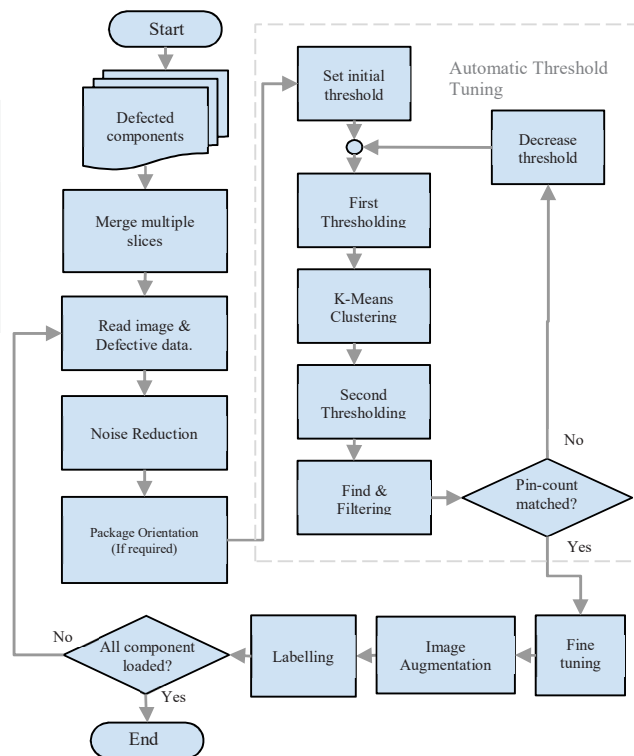 Start
Defected
components
Merge multiple
slices
Read image &
Defective data.
Noise Reduction
Package Orientation
(If required)
Automatic Threshold
Tuning
Set initial
threshold
Decrease
threshold
First
Thresholding
K-Means
Clustering
Second
Thresholding
Find &
Filtering
Pin-count
matched?
No
Yes
Fine
tuning
Image
Augmentation
Labelling
All component
loaded?
No
Yes
End